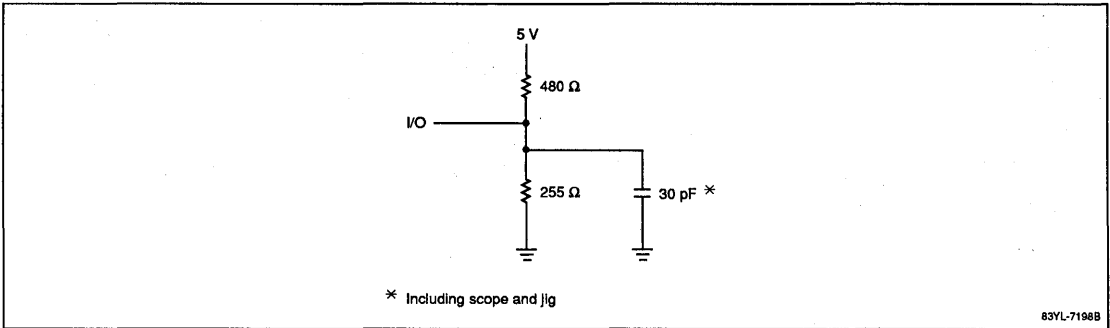 5 V
480 Ω
I/O
255 Ω
30 pF *
* Including scope and jig
83YL-7198B